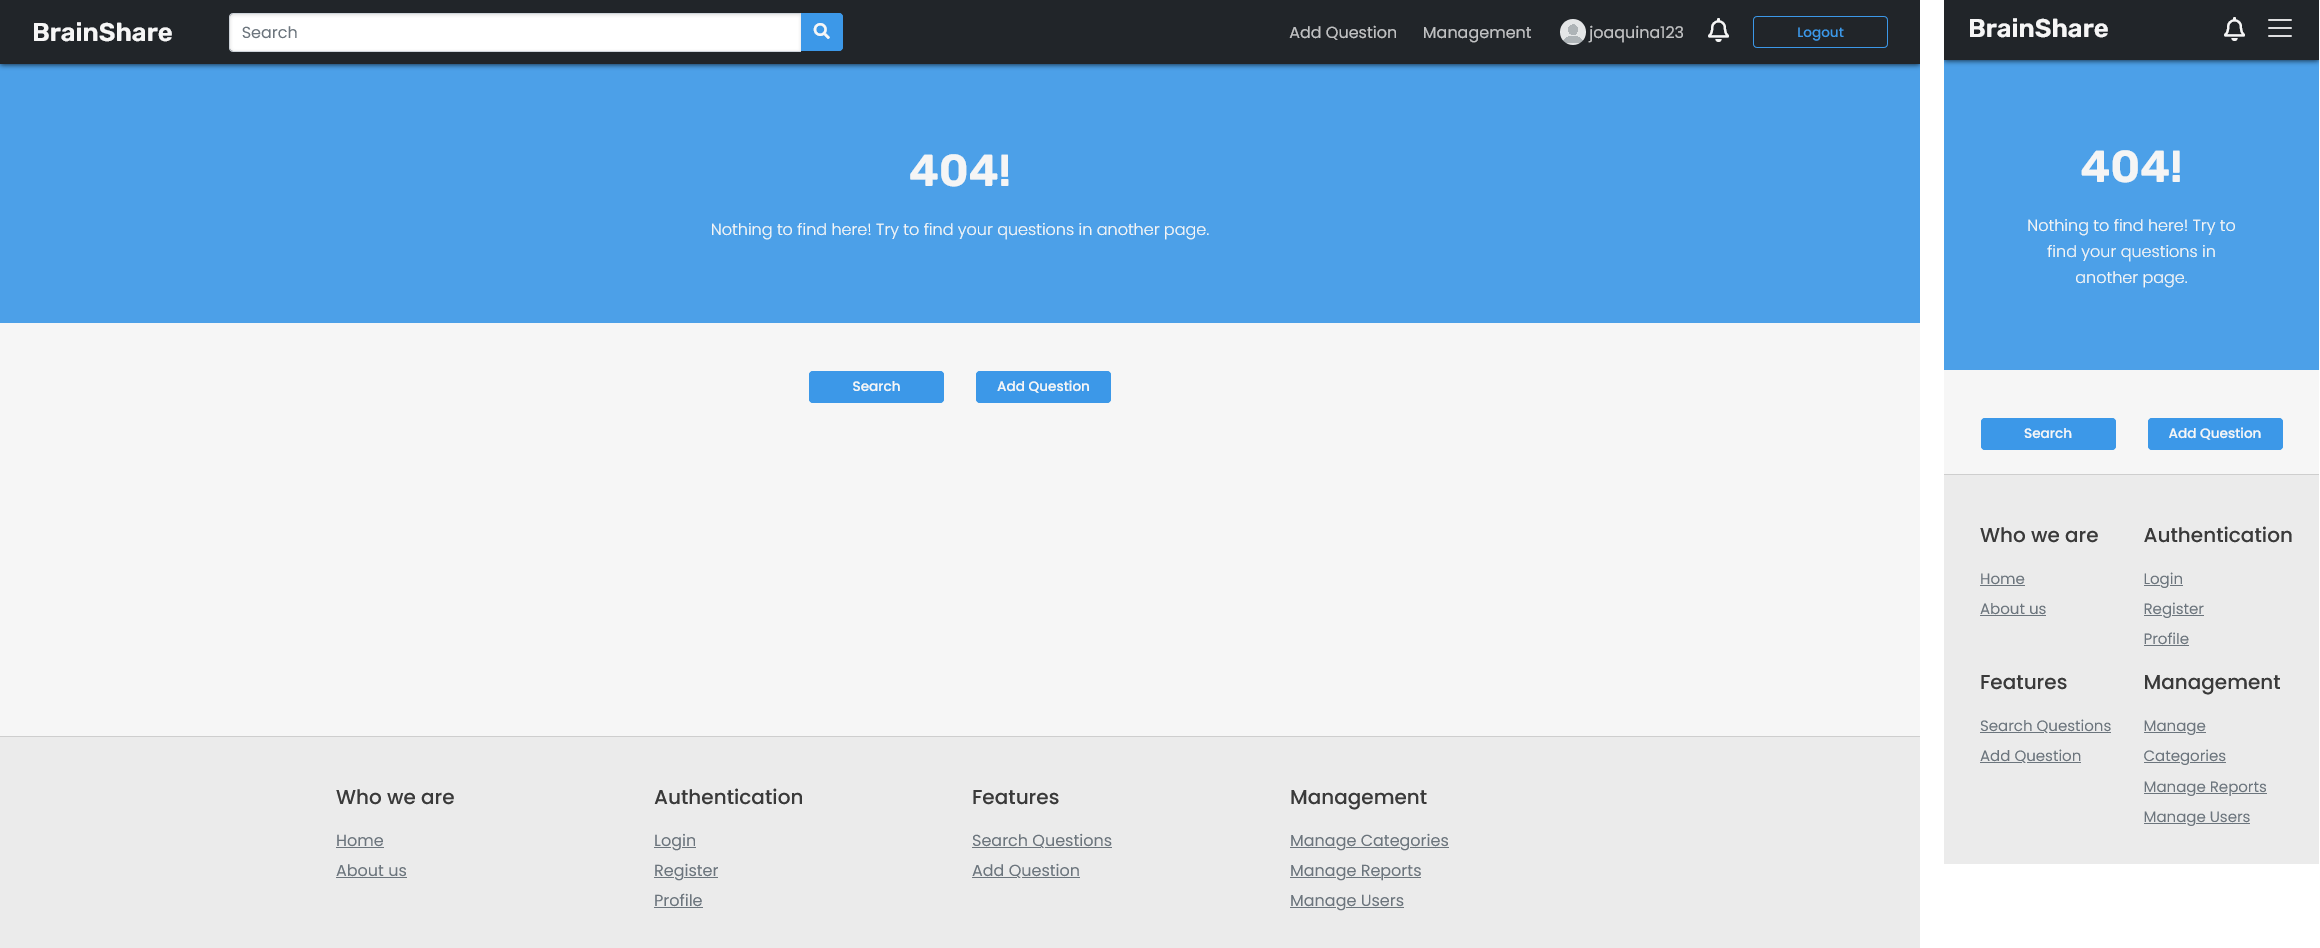 BrainShare
Search
Add Question
Management
joaquina123
Logout
404!
Nothing to find here! Try to find your questions in another page.
Search
Add Question
Who we are
Home
About us
Authentication
Login
Register
Profile
Features
Search Questions
Add Question
Management
Manage Categories
Manage Reports
Manage Users
BrainShare
404!
Nothing to find here! Try to
find your questions in
another page.
Search
Add Question
Who we are
Home
About us
Authentication
Login
Register
Profile
Features
Search Questions
Add Question
Management
Manage
Categories
Manage Reports
Manage Users